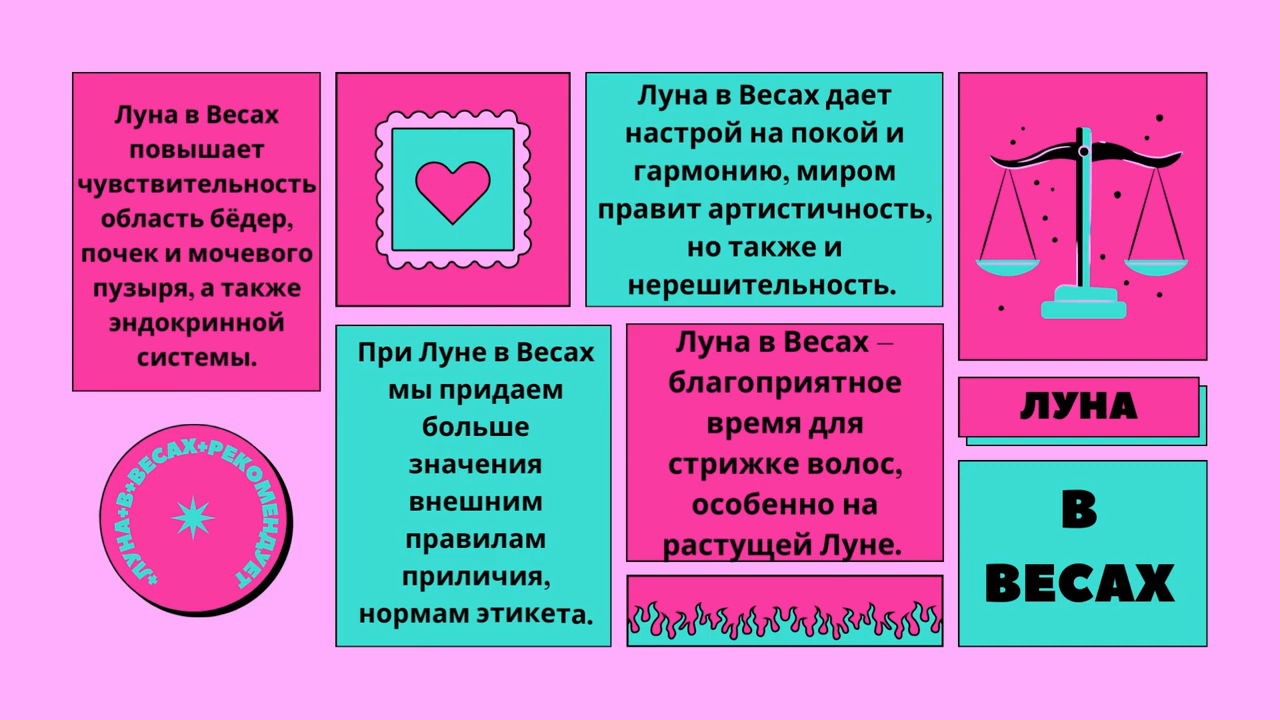 Луна в Весах
повышает
чувствительность
область бёдер,
почек и мочевого
пузыря, а также
эндокринной
системы.
Луна в Весах дает
настрой на покой и
гармонию, миром
правит артистичность,
но также и
нерешительность.
При Луне в Весах
мы придаем
больше
значения
внешним
правилам
приличия,
нормам этикета.
Луна в Весах –
благоприятное
время для
стрижке волос,
особенно на
растущей Луне.
ЛУНА
В
ВЕСАХ
+ЛУНА+В+ВЕСАХ+РЕКОМЕНДУЕТ